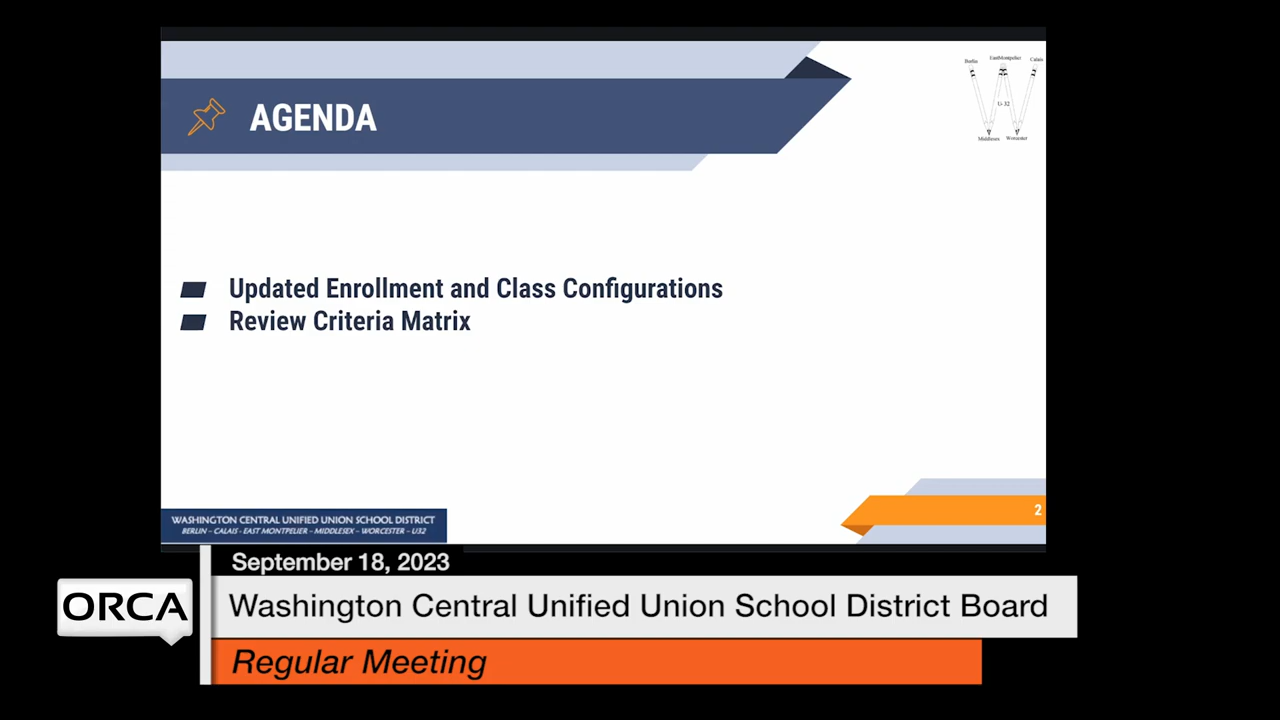 AGENDA
Berlin
EastMontpelier
Calais
U-32
Middlesex
Worcester
Updated Enrollment and Class Configurations
Review Criteria Matrix
2
WASHINGTON CENTRAL UNIFIED UNION SCHOOL DISTRICT
BERLIN – CALAIS - EAST MONTPELIER – MIDDLESEX – WORCESTER – U32
September 18, 2023
ORCA
Washington Central Unified Union School District Board
Regular Meeting